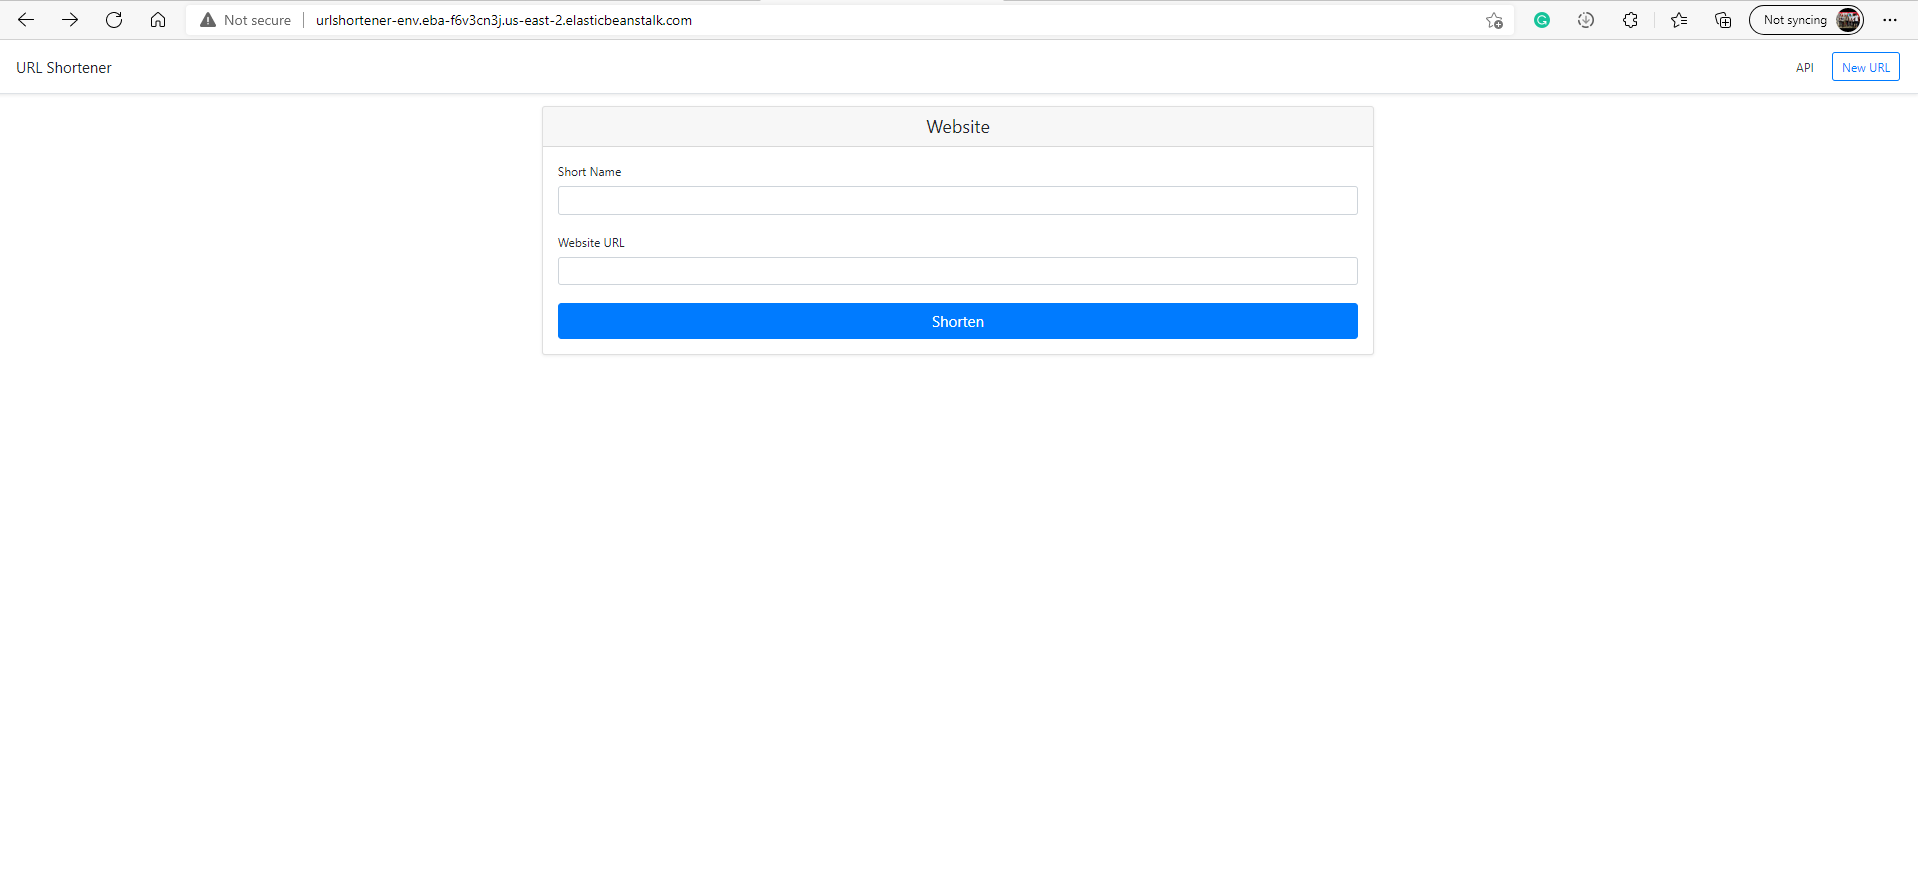 Not secure urlshortener-env.eba-f6v3cn3j.us-east-2.elasticbeanstalk.com Not syncing
URL Shortener API New URL
Website
Short Name
Website URL
Shorten